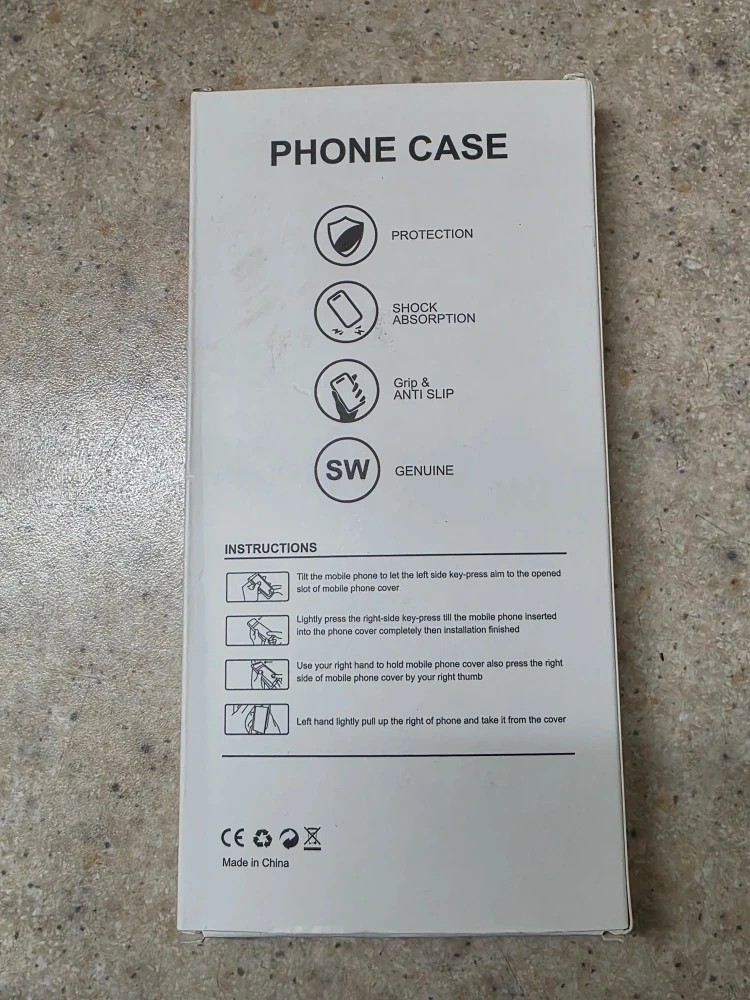 PHONE CASE
PROTECTION
SHOCK
ABSORPTION
Grip &
ANTI SLIP
SW
GENUINE
INSTRUCTIONS
Tilt the mobile phone to let the left side key-press aim to the opened
slot of mobile phone cover
Lightly press the right-side key-press till the mobile phone inserted
into the phone cover completely then installation finished
Use your right hand to hold mobile phone cover also press the right
side of mobile phone cover by your right thumb
Left hand lightly pull up the right of phone and take it from the cover
CE
Made in China